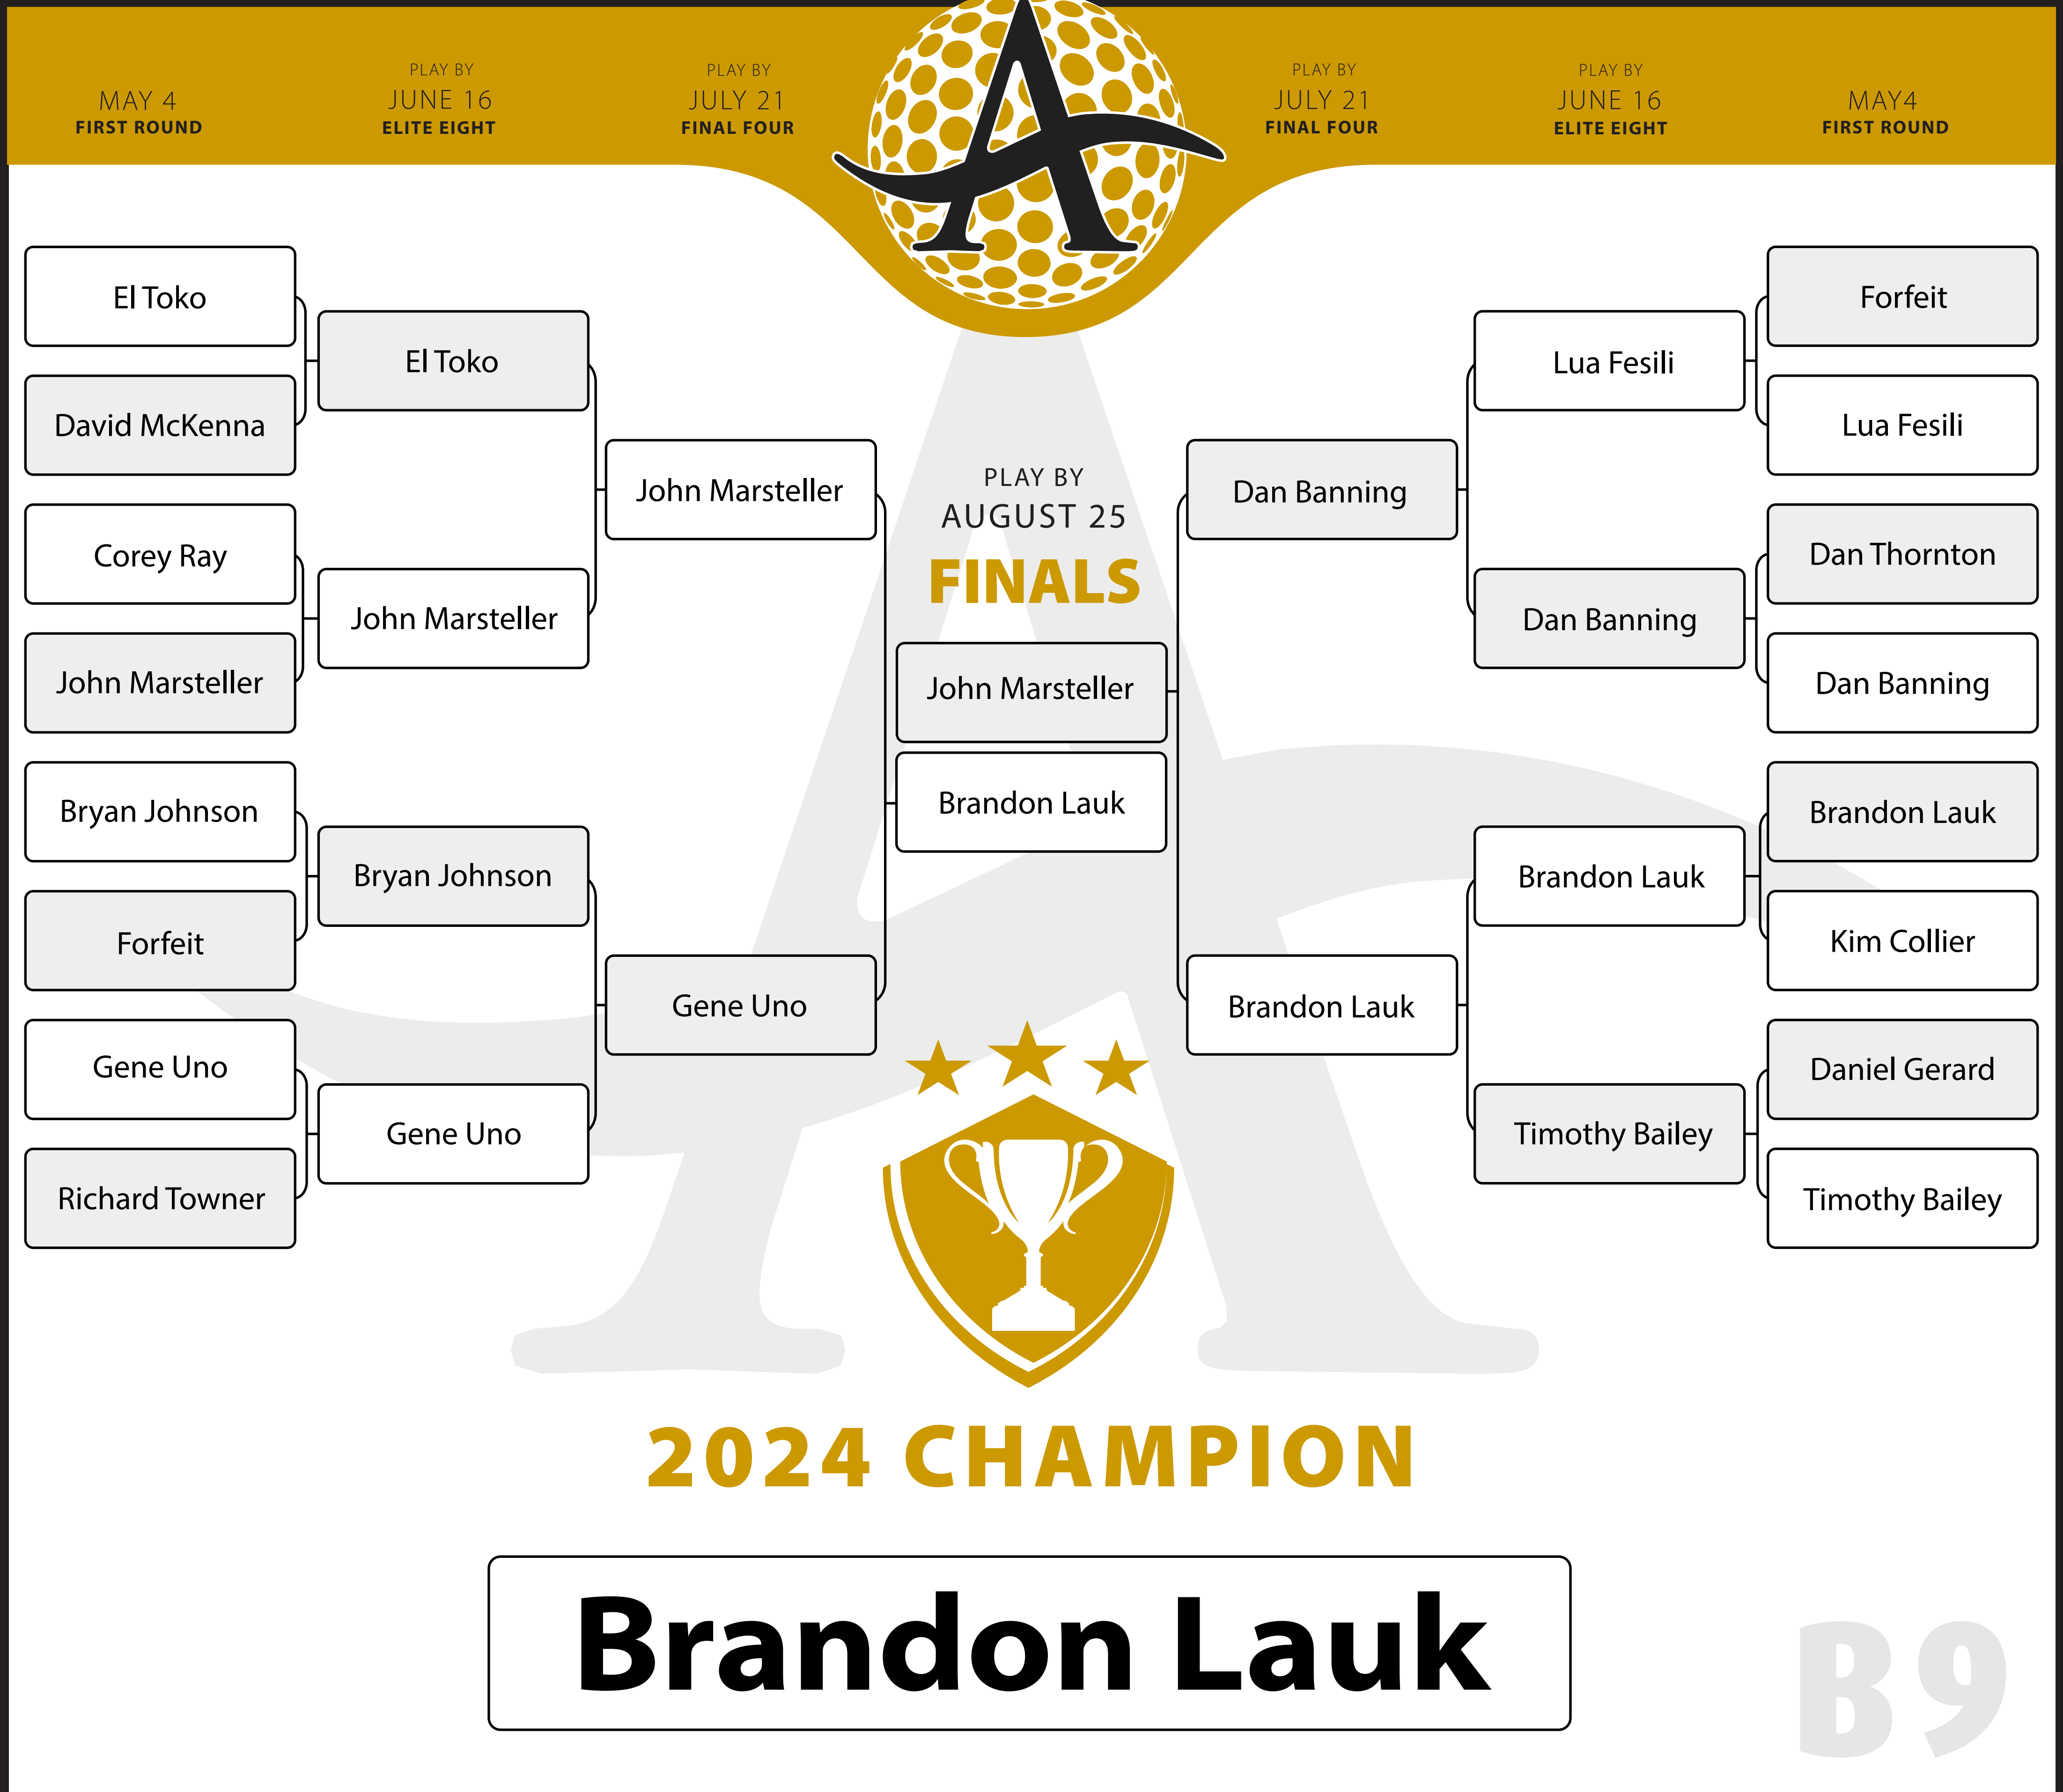 MAY 4
FIRST ROUND
PLAY BY
JUNE 16
ELITE EIGHT
PLAY BY
JULY 21
FINAL FOUR
A
PLAY BY
JULY 21
FINAL FOUR
PLAY BY
JUNE 16
ELITE EIGHT
MAY4
FIRST ROUND
El Toko
David McKenna
Corey Ray
John Marsteller
Bryan Johnson
Forfeit
Gene Uno
Richard Towner
El Toko
John Marsteller
Bryan Johnson
Gene Uno
John Marsteller
Gene Uno
PLAY BY
AUGUST 25
FINALS
John Marsteller
Brandon Lauk
Dan Banning
Brandon Lauk
Lua Fesili
Dan Banning
Brandon Lauk
Timothy Bailey
Forfeit
Lua Fesili
Dan Thornton
Dan Banning
Brandon Lauk
Kim Collier
Daniel Gerard
Timothy Bailey
2024 CHAMPION
Brandon Lauk
B9